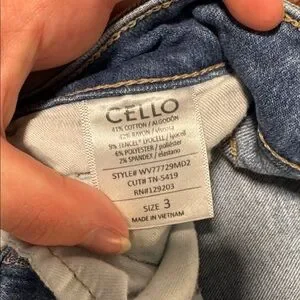 CELLO
41% COTTON / ALGODÓN
42% RAYON / viscosa
9% TENCEL® LYOCELL / lyocell
6% POLYESTER / poliéster
2% SPANDEX / elastano
STYLE# WV77729MD2
CUT# TN-5419
RN#129203
SIZE 3
MADE IN VIETNAM